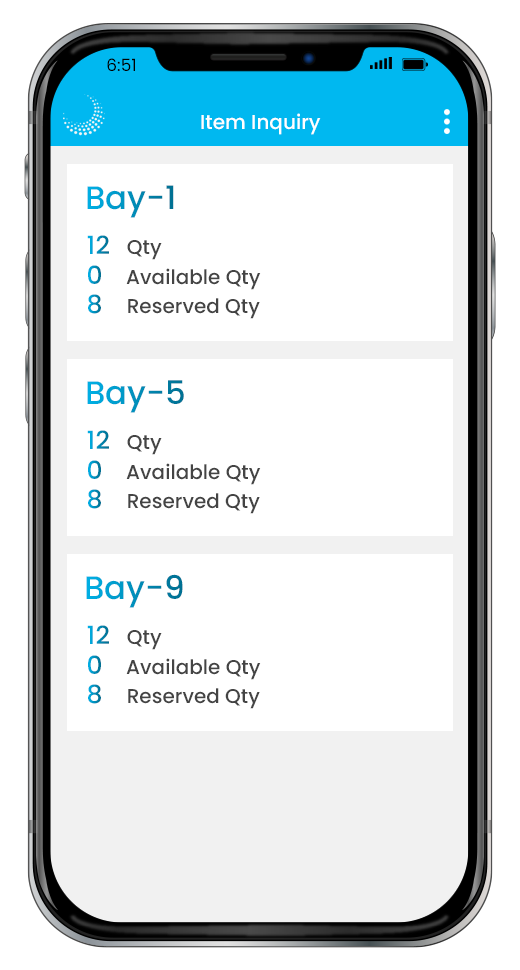 6:51
Item Inquiry
Bay-1
12 Qty
0 Available Qty
8 Reserved Qty
Bay-5
12 Qty
0 Available Qty
8 Reserved Qty
Bay-9
12 Qty
0 Available Qty
8 Reserved Qty